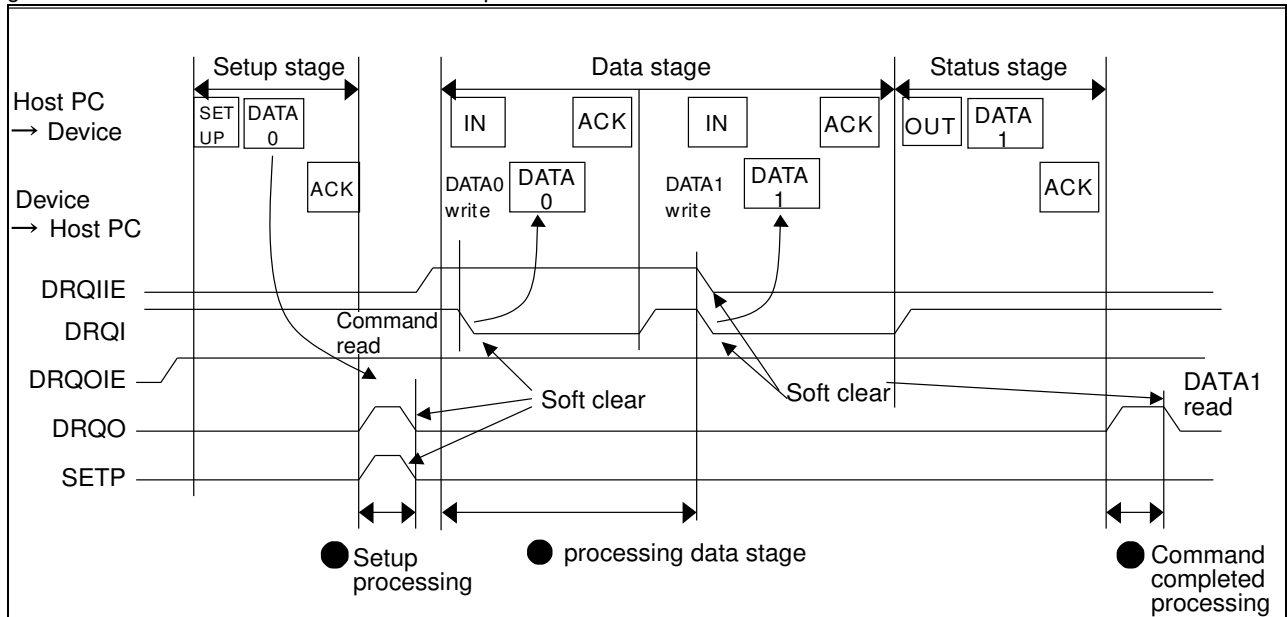 Setup stage
Data stage
Status stage
Host PC
→ Device
SET
UP
DATA
0
IN
ACK
IN
ACK
OUT
DATA
1
Device
→ Host PC
ACK
DATA0
write
DATA
0
DATA1
write
DATA
1
ACK
DRQIIE
DRQI
Command
read
DRQOIE
Soft clear
Soft clear
DATA1
read
DRQO
SETP
Setup
processing
processing data stage
Command
completed
processing